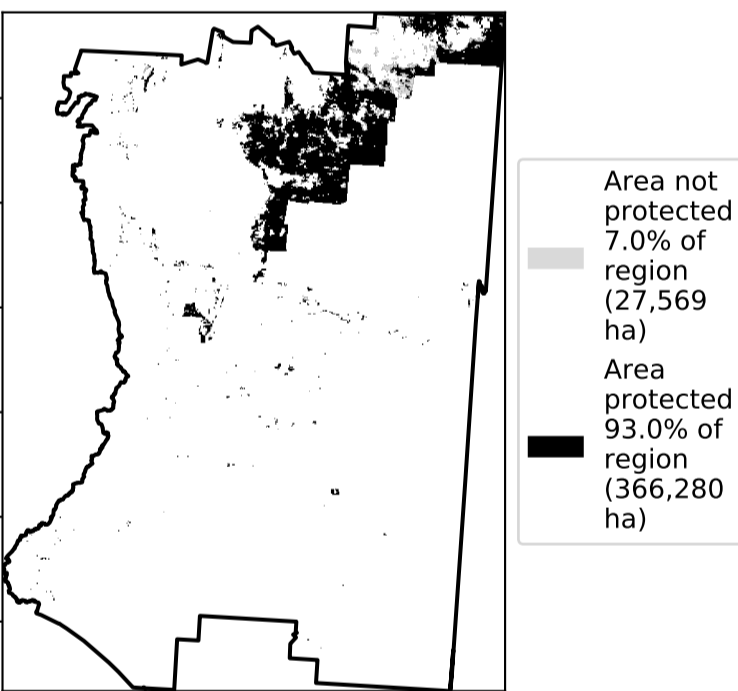 Area not
protected
7.0% of
region
(27,569
ha)
Area
protected
93.0% of
region
(366,280
ha)